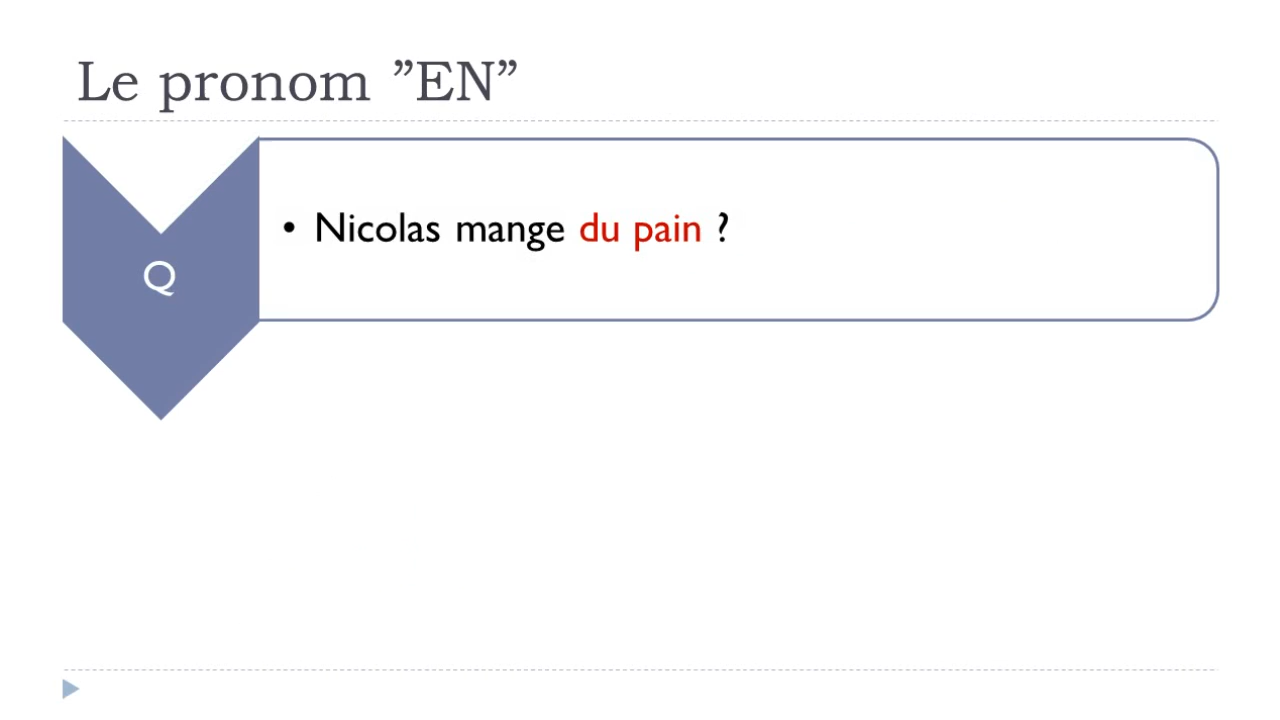 Le pronom ”EN”
Q
• Nicolas mange du pain ?